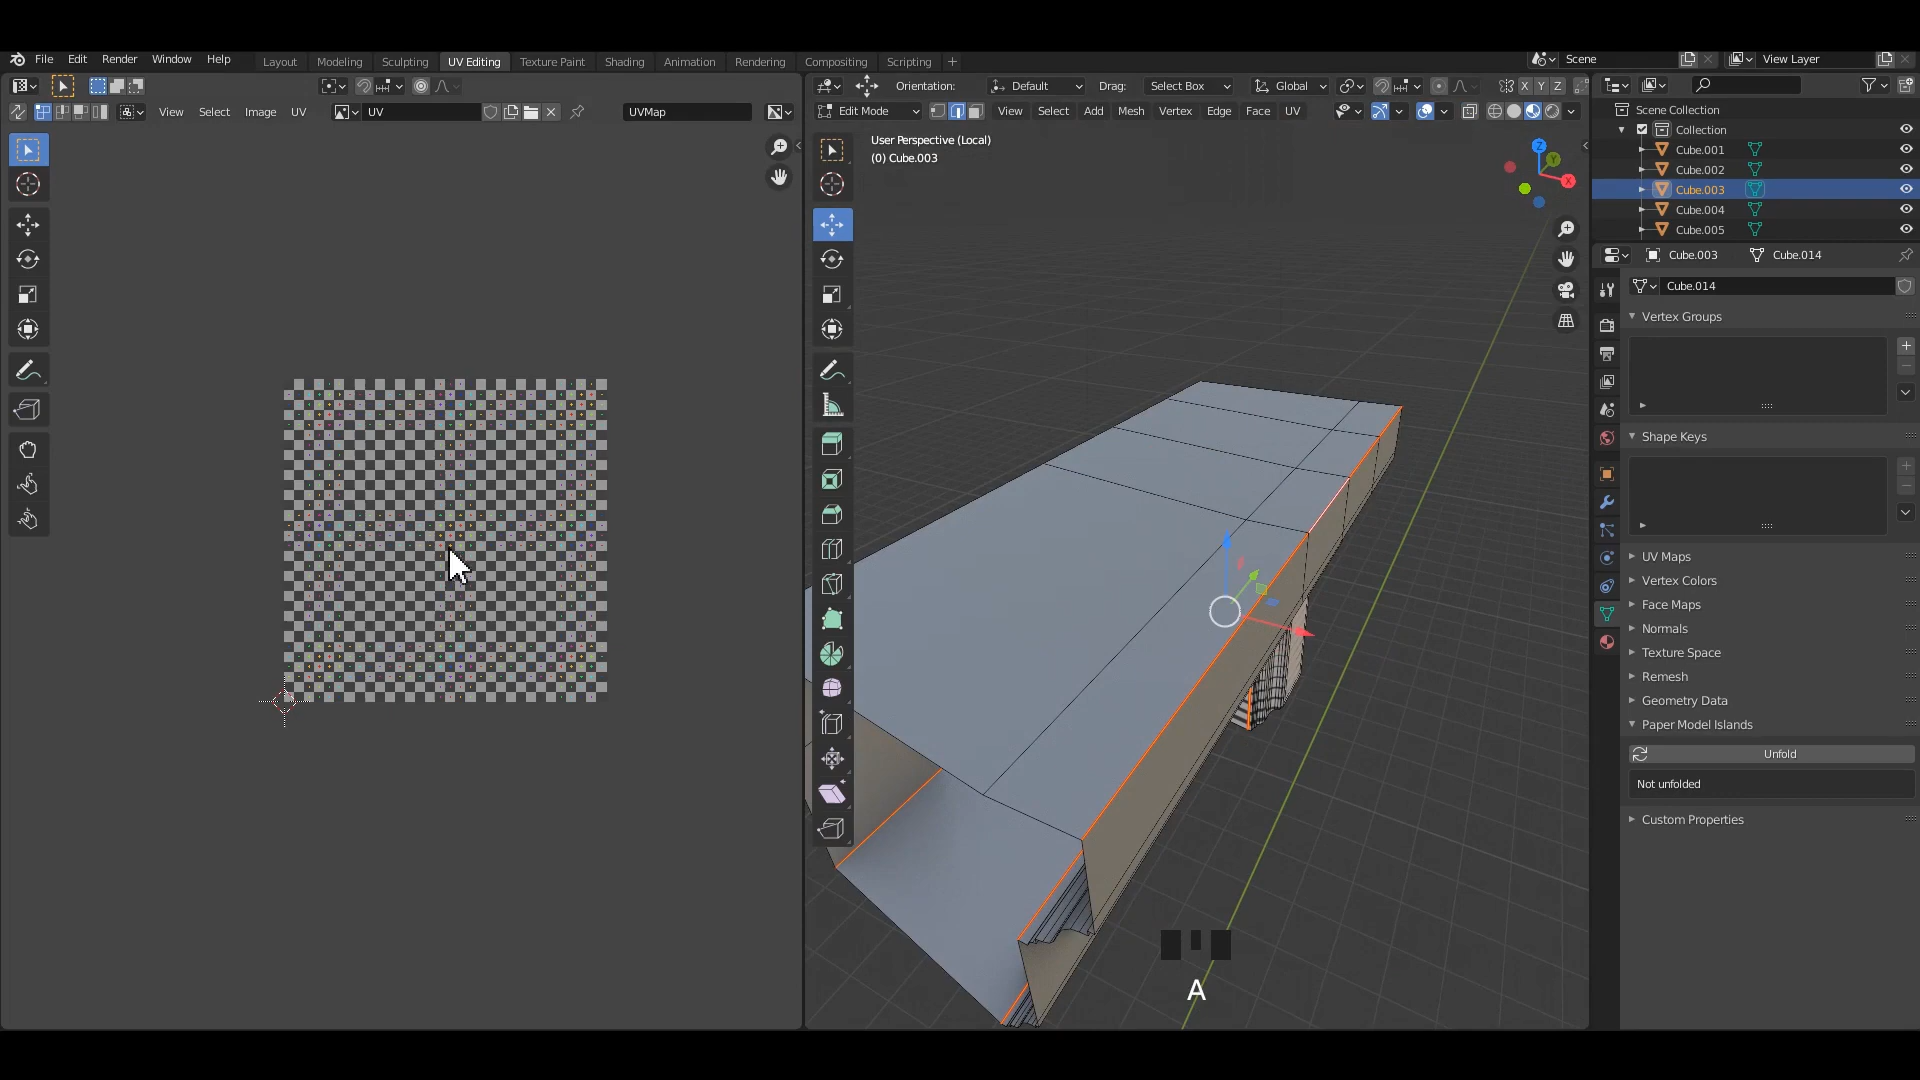 File Edit Render Window Help Layout Modeling Sculpting UV Editing Texture Paint Shading Animation Rendering Compositing Scripting + Scene View Layer
Orientation: Default Drag: Select Box Global X Y Z
View Select Image UV UV UVMap Edit Mode View Select Add Mesh Vertex Edge Face UV
Scene Collection
Collection
Cube.001
Cube.002
Cube.003
Cube.004
Cube.005
User Perspective (Local)
(0) Cube.003
Z
Y
X
Cube.003 Cube.014
Cube.014
Vertex Groups
Shape Keys
UV Maps
Vertex Colors
Face Maps
Normals
Texture Space
Remesh
Geometry Data
Paper Model Islands
Unfold
Not unfolded
Custom Properties
A